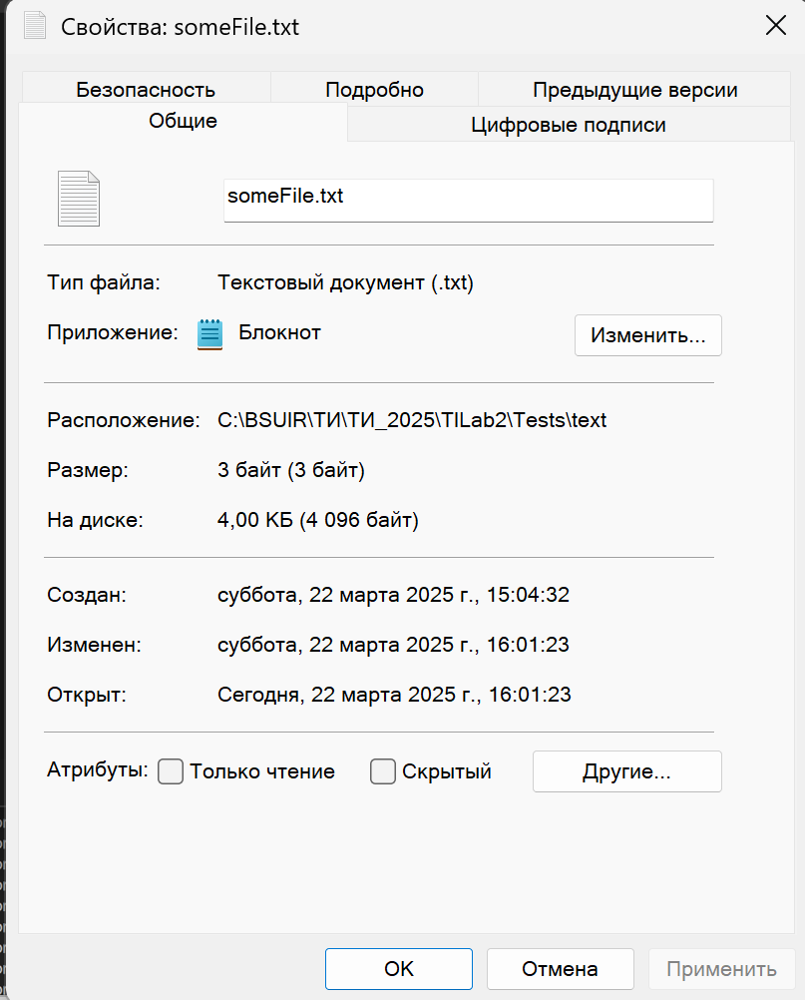 Свойства: someFile.txt
Безопасность Подробно Предыдущие версии
Общие Цифровые подписи
someFile.txt
Тип файла: Текстовый документ (.txt)
Приложение: Блокнот Изменить...
Расположение: C:\BSUIR\ТИ\ТИ_2025\TILab2\Tests\text
Размер: 3 байт (3 байт)
На диске: 4,00 КБ (4 096 байт)
Создан: суббота, 22 марта 2025 г., 15:04:32
Изменен: суббота, 22 марта 2025 г., 16:01:23
Открыт: Сегодня, 22 марта 2025 г., 16:01:23
Атрибуты: Только чтение Скрытый Другие...
ОК Отмена Применить